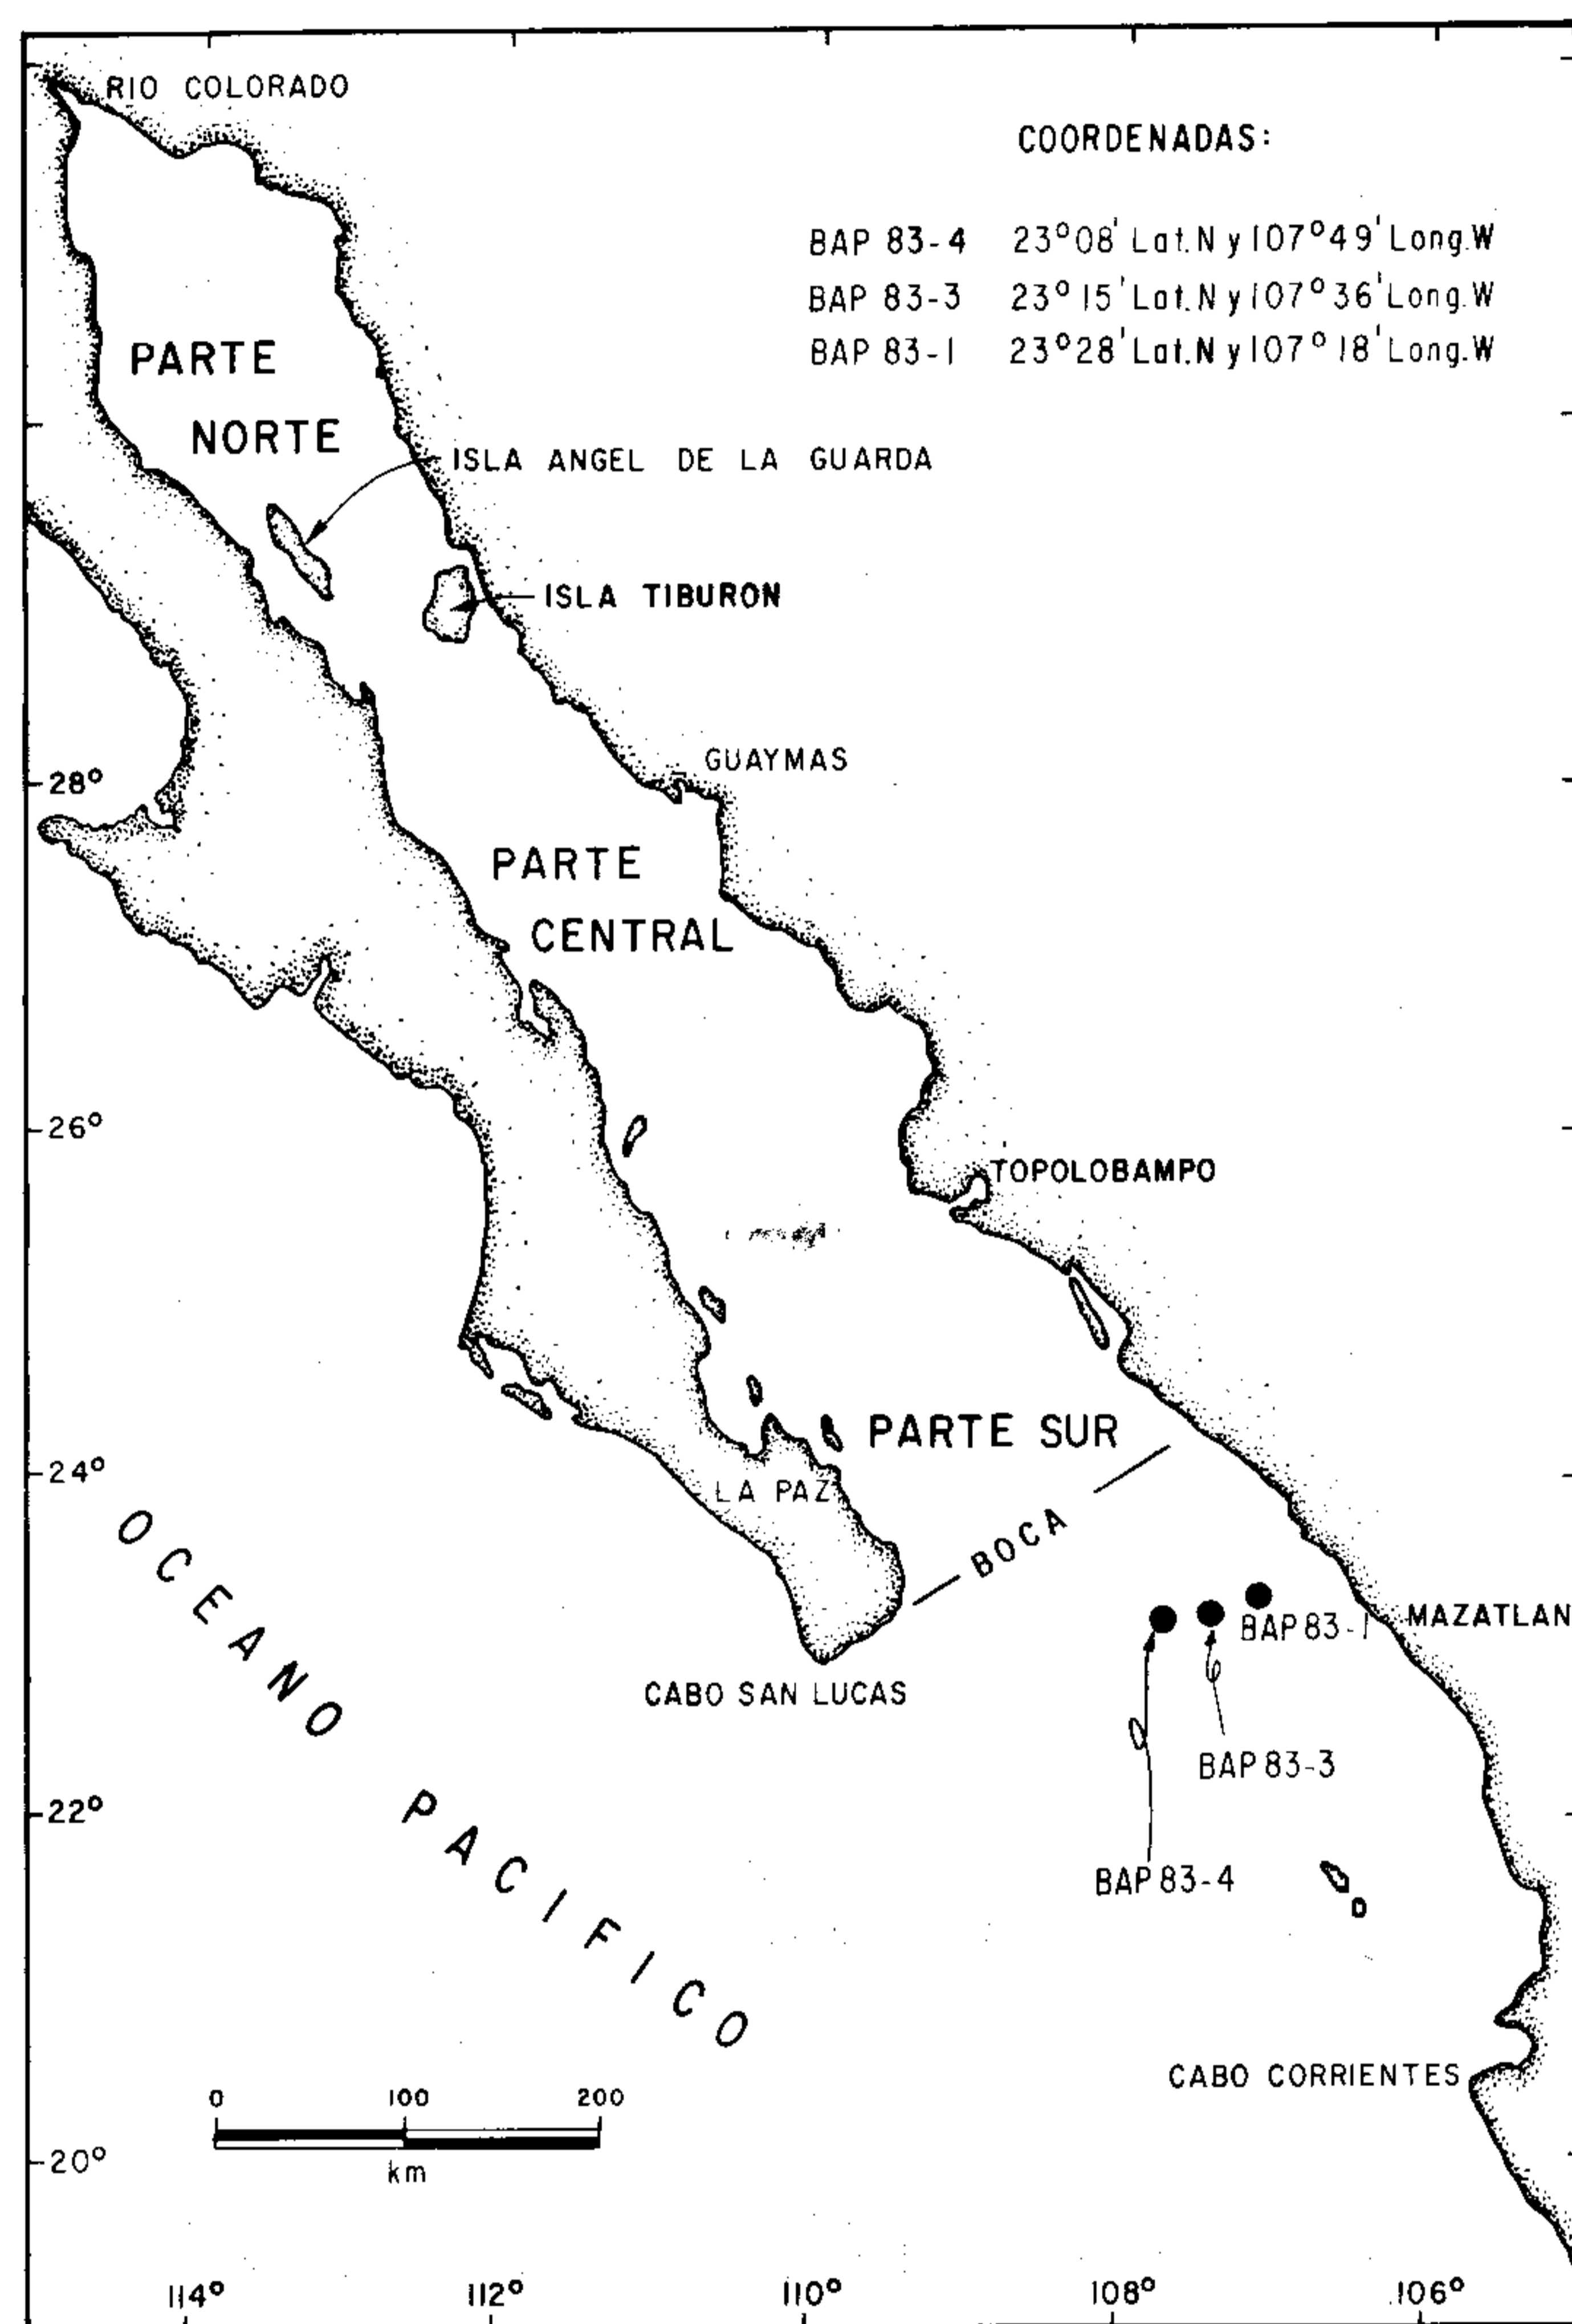 RIO COLORADO
COORDENADAS:
BAP 83-4 23°08' Lat.N y 107°49' Long.W
BAP 83-3 23°15' Lat.N y 107°36' Long.W
BAP 83-1 23°28' Lat.N y 107°18' Long.W
PARTE
NORTE
ISLA ANGEL DE LA GUARDA
ISLA TIBURON
GUAYMAS
28°
PARTE
CENTRAL
26°
TOPOLOBAMPO
PARTE SUR
24°
LA PAZ
BOCA
OCEANO PACIFICO
BAP 83-1
MAZATLAN
CABO SAN LUCAS
BAP 83-3
22°
BAP 83-4
CABO CORRIENTES
0 100 200
km
20°
114° 112° 110° 108° 106°